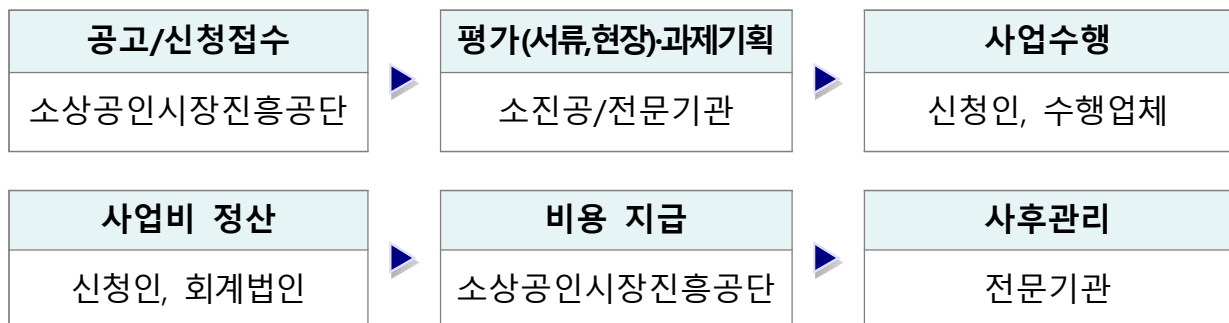 공고/신청접수
평가(서류,현장)·과제기획
사업수행
소상공인시장진흥공단
소진공/전문기관
신청인, 수행업체
사업비 정산
비용 지급
사후관리
신청인, 회계법인
소상공인시장진흥공단
전문기관